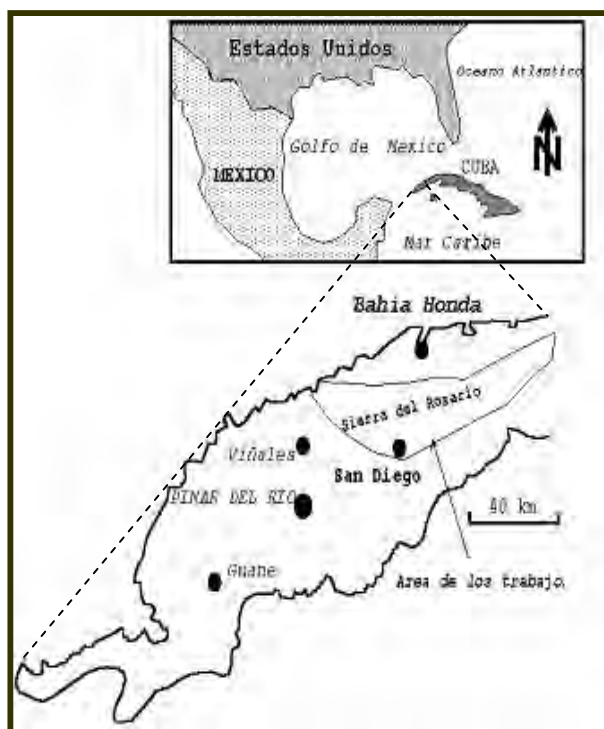 Estados Unidos
Oceano Atlantico
Golfo de Mexico
MEXICO
N
CUBA
Mar Caribe
Bahia Honda
Sierra del Rosario
Viñales
San Diego
PINAR DEL RIO
40 km
Guane
Area de los trabajo.